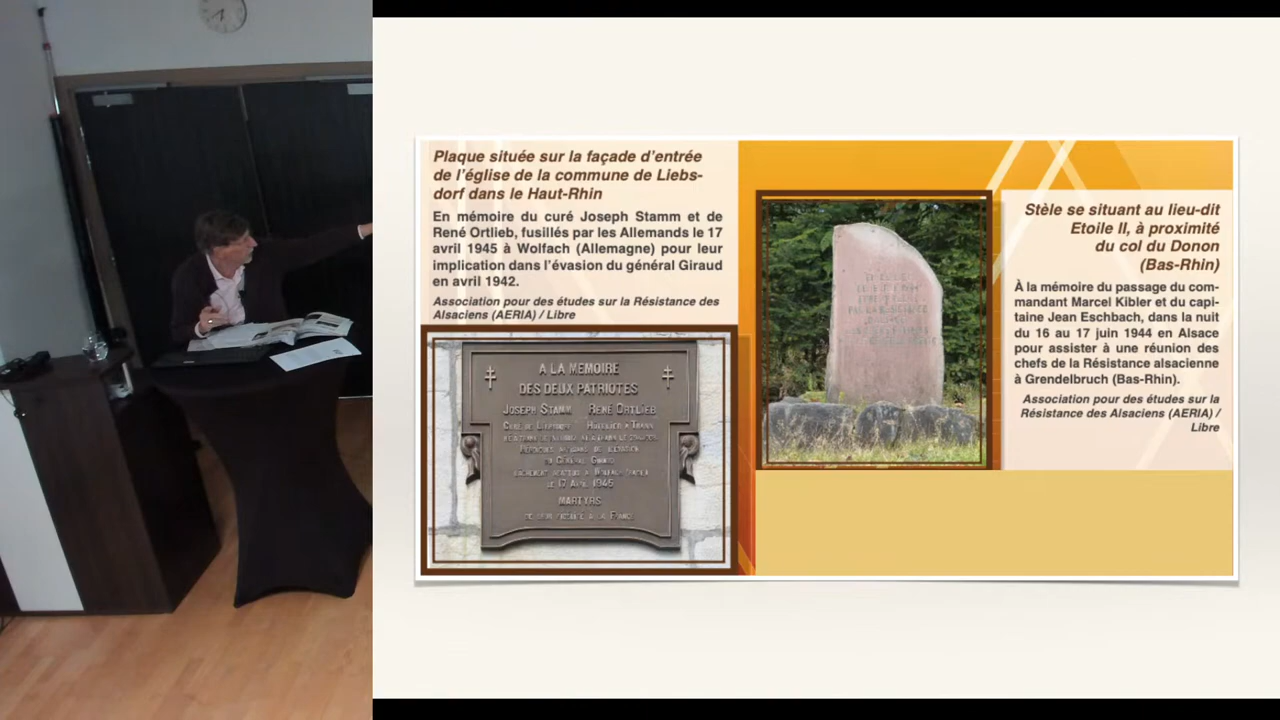 Plaque située sur la façade d'entrée
de l'église de la commune de Liebs-
dorf dans le Haut-Rhin
En mémoire du curé Joseph Stamm et de
René Ortlieb, fusillés par les Allemands le 17
avril 1945 à Wolfach (Allemagne) pour leur
implication dans l'évasion du général Giraud
en avril 1942.
Association pour des études sur la Résistance des
Alsaciens (AERIA) / Libre
A LA MEMOIRE
DES DEUX PATRIOTES
JOSEPH STAMM RENÉ ORTLIEB
DU GÉNÉRAL GIRAUD
LE 17 AVRIL 1945
MARTYRS
Stèle se situant au lieu-dit
Etoile II, à proximité
du col du Donon
(Bas-Rhin)
À la mémoire du passage du com-
mandant Marcel Kibler et du capi-
taine Jean Eschbach, dans la nuit
du 16 au 17 juin 1944 en Alsace
pour assister à une réunion des
chefs de la Résistance alsacienne
à Grendelbruch (Bas-Rhin).
Association pour des études sur la
Résistance des Alsaciens (AERIA) /
Libre